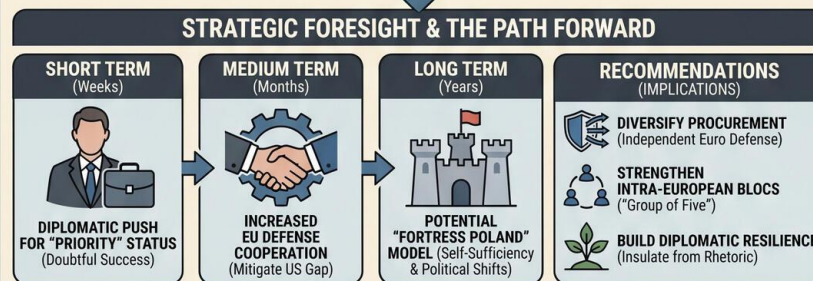 STRATEGIC FORESIGHT & THE PATH FORWARD
SHORT TERM
(Weeks)
DIPLOMATIC PUSH
FOR "PRIORITY" STATUS
(Doubtful Success)
MEDIUM TERM
(Months)
INCREASED
EU DEFENSE
COOPERATION
(Mitigate US Gap)
LONG TERM
(Years)
POTENTIAL
"FORTRESS POLAND"
MODEL (Self-Sufficiency
& Political Shifts)
RECOMMENDATIONS
(IMPLICATIONS)
DIVERSIFY PROCUREMENT
(Independent Euro Defense)
STRENGTHEN
INTRA-EUROPEAN BLOCS
("Group of Five")
BUILD DIPLOMATIC RESILIENC
(Insulate from Rhetoric)